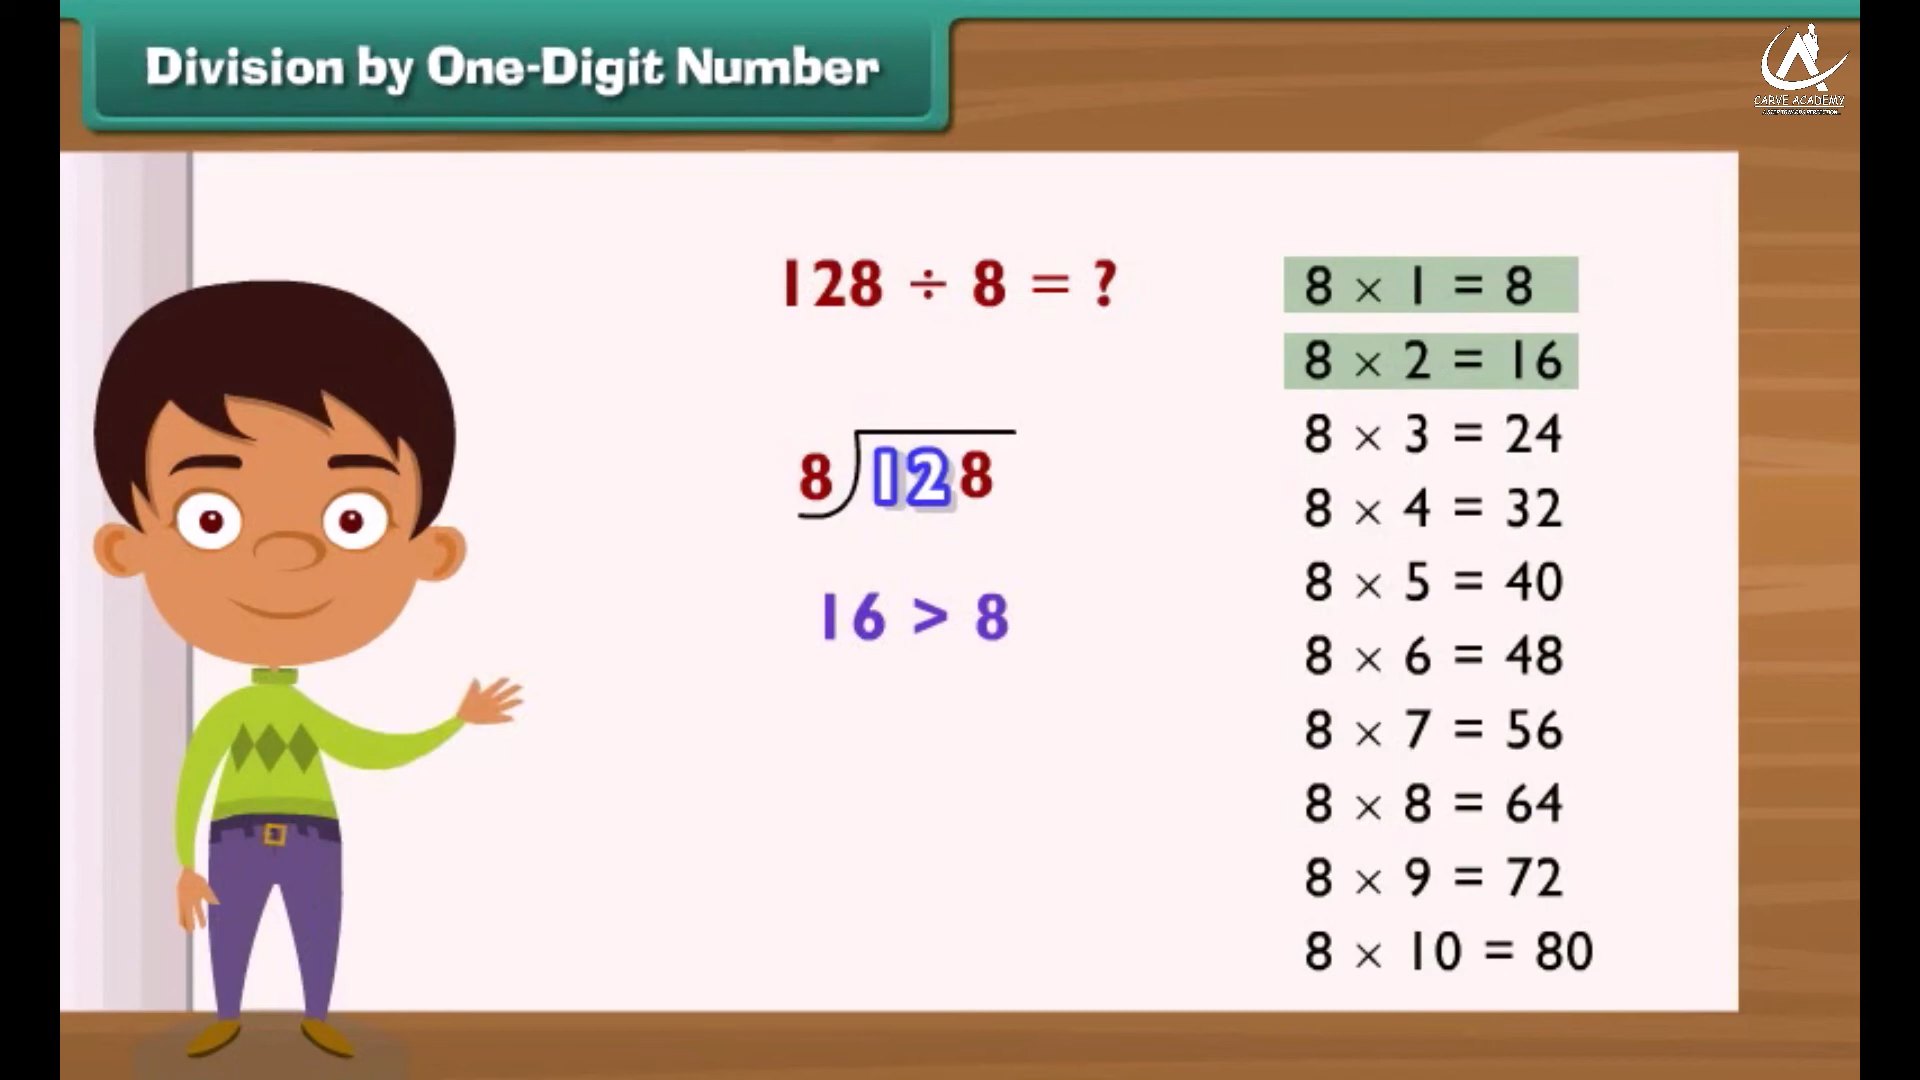 Division by One-Digit Number
CARVE ACADEMY
128 ÷ 8 = ?
8 128
16 > 8
8 × 1 = 8
8 × 2 = 16
8 × 3 = 24
8 × 4 = 32
8 × 5 = 40
8 × 6 = 48
8 × 7 = 56
8 × 8 = 64
8 × 9 = 72
8 × 10 = 80